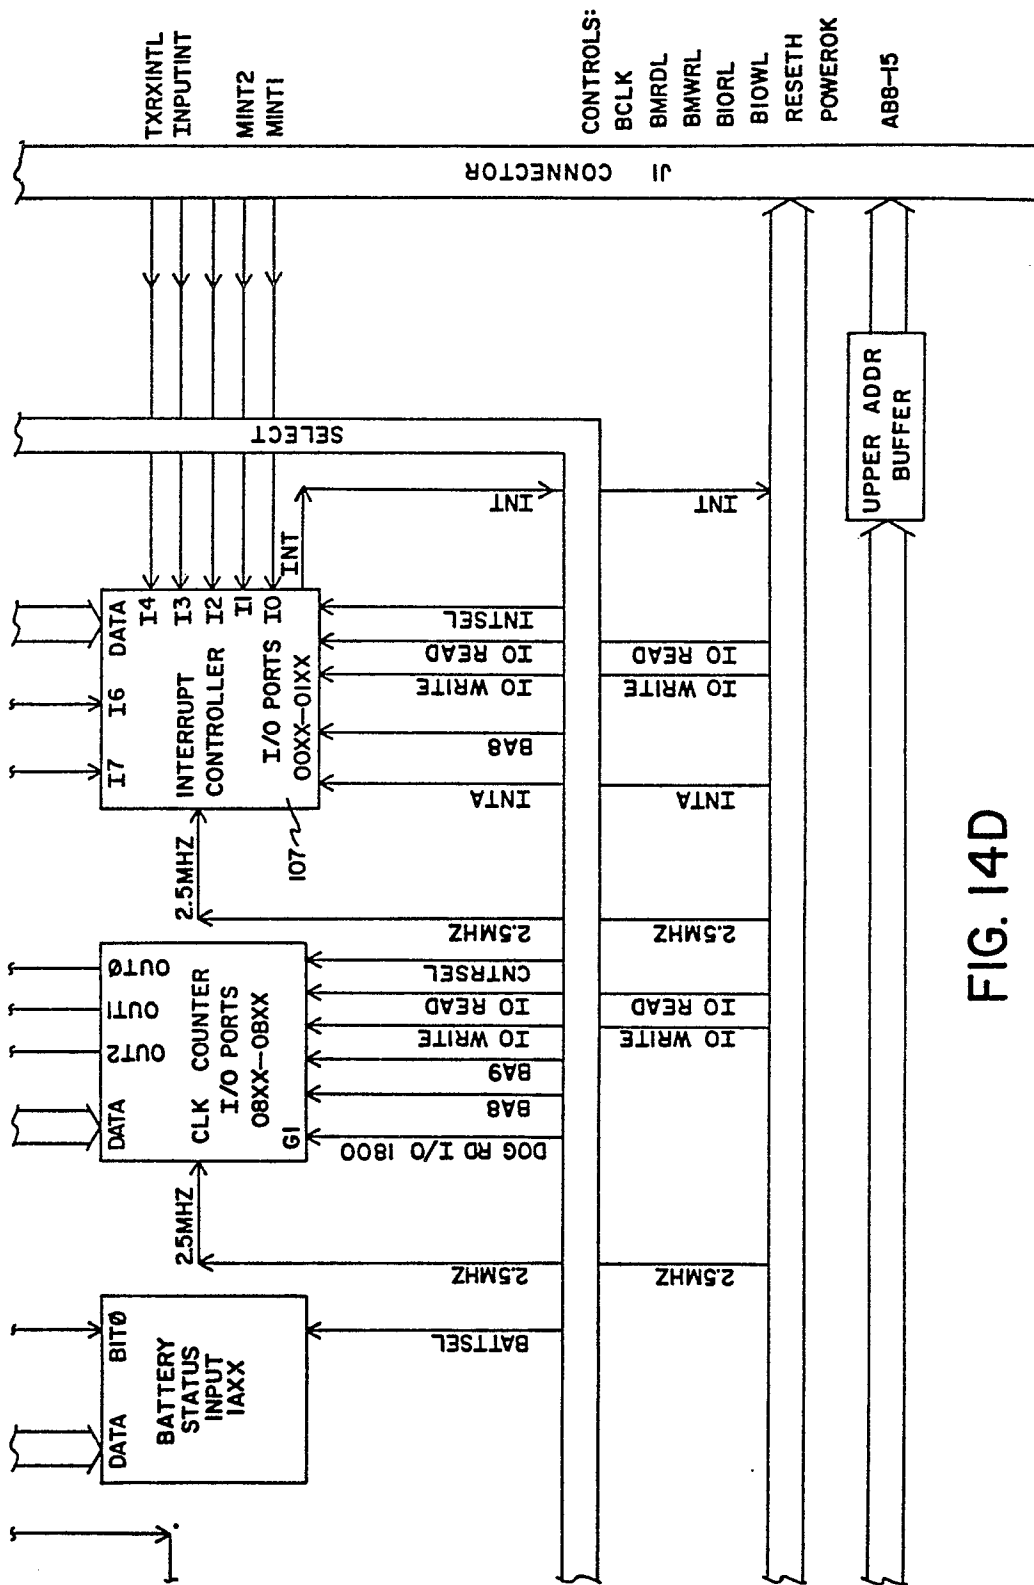 TXRXINTL
INPUTINT
MINT2
MINT1
CONTROLS:
BCLK
BMRDL
BMWRL
BIORL
BIOWL
RESETH
POWEROK
AB8-15
J1 CONNECTOR
SELECT
UPPER ADDR
BUFFER
DATA
I6
I7
I4
I3
I2
I1
I0
INT
INTERRUPT
CONTROLLER
I/O PORTS
00XX-01XX
107
2.5MHZ
INT
INT
INTSEL
IO READ
IO WRITE
BA8
INTA
IO READ
IO WRITE
INTA
2.5MHZ
2.5MHZ
OUTØ
OUT1
OUT2
DATA
CLK COUNTER
I/O PORTS
08XX-0BXX
G1
2.5MHZ
CNTRSEL
IO READ
IO WRITE
BA9
BA8
DOG RD I/O 1800
IO READ
IO WRITE
2.5MHZ
2.5MHZ
BITØ
DATA
BATTERY
STATUS
INPUT
1AXX
BATTSEL
FIG. 14D